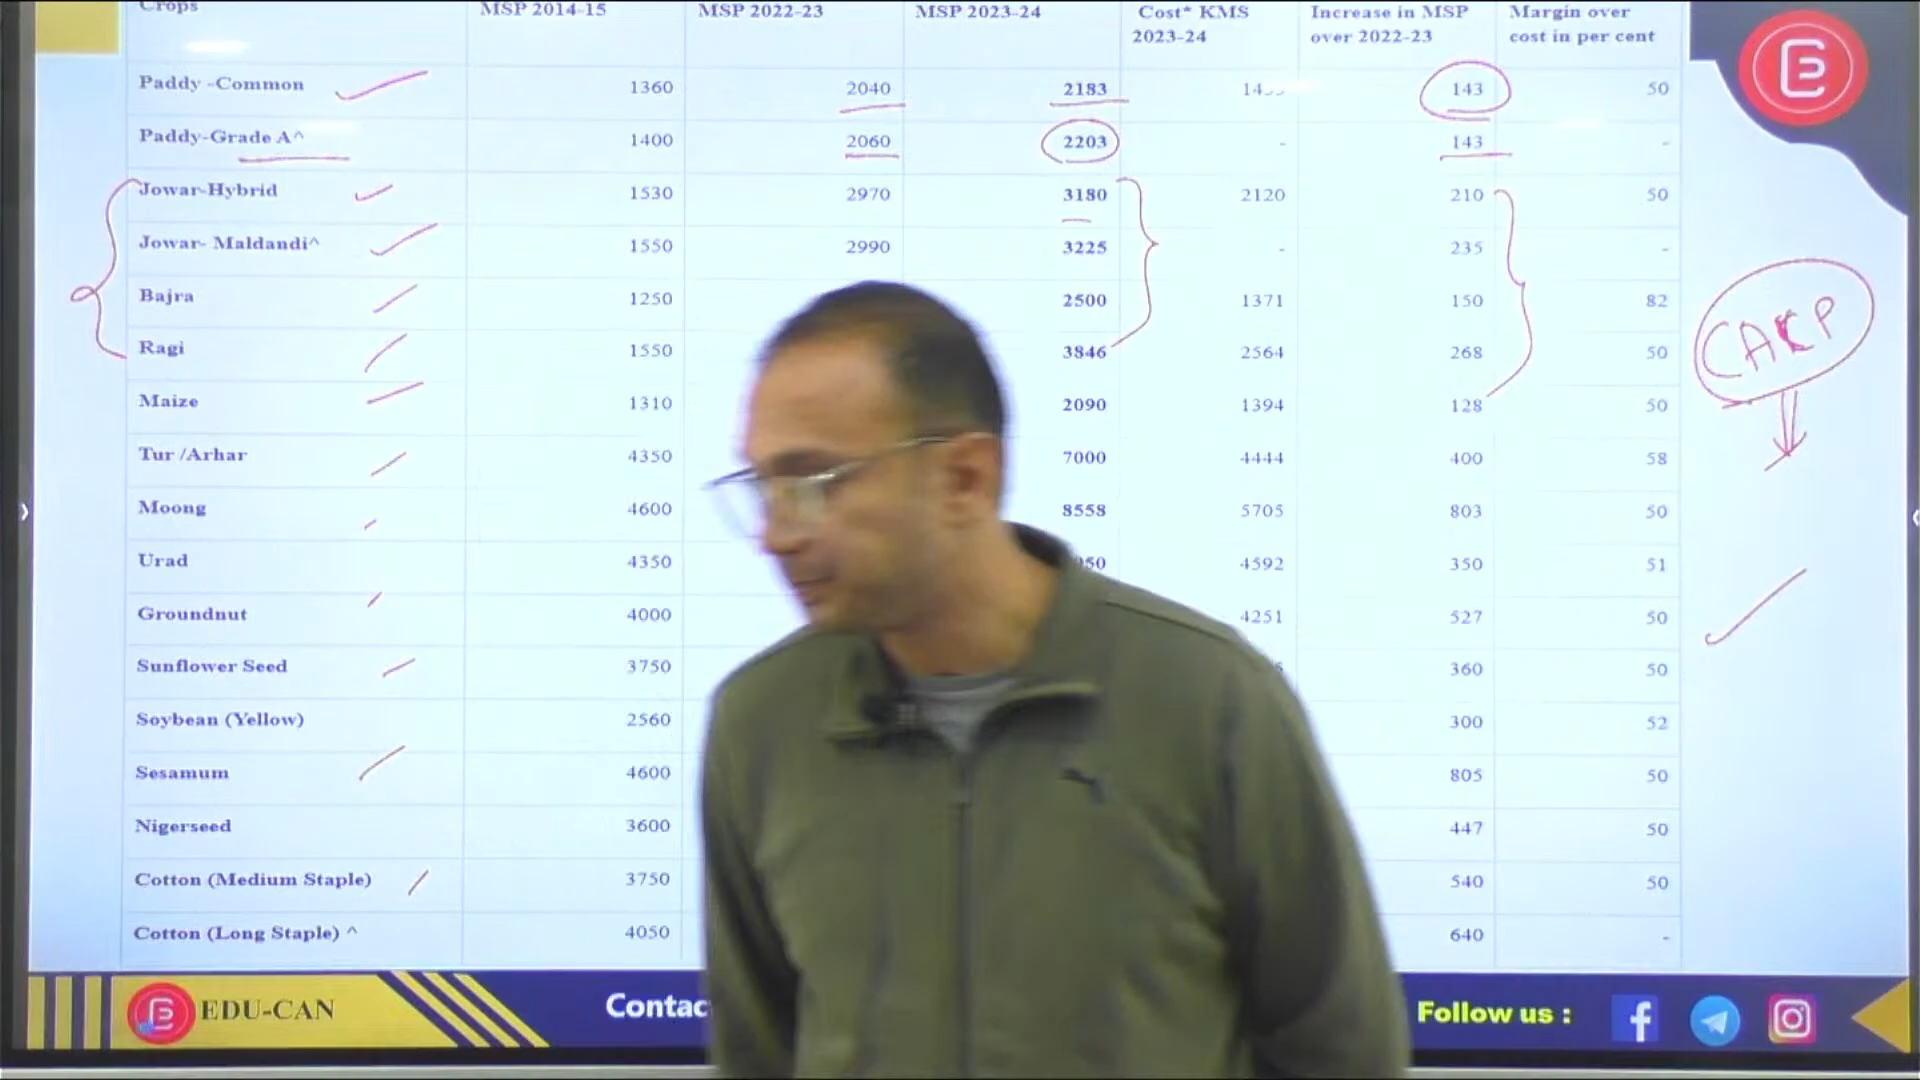 Crops MSP 2014-15 MSP 2022-23 MSP 2023-24 Cost* KMS 2023-24 Increase in MSP over 2022-23 Margin over cost in per cent
Paddy -Common 1360 2040 2183 143 50
Paddy-Grade A^ 1400 2060 2203 - 143 -
Jowar-Hybrid 1530 2970 3180 2120 210 50
Jowar- Maldandi^ 1550 2990 3225 - 235 -
Bajra 1250 2500 1371 150 82
Ragi 1550 3846 2564 268 50
Maize 1310 2090 1394 128 50
Tur /Arhar 4350 7000 4444 400 58
Moong 4600 8558 5705 803 50
Urad 4350 4592 350 51
Groundnut 4000 4251 527 50
Sunflower Seed 3750 360 50
Soybean (Yellow) 2560 300 52
Sesamum 4600 805 50
Nigerseed 3600 447 50
Cotton (Medium Staple) 3750 540 50
Cotton (Long Staple) ^ 4050 640 -
CACP
EDU-CAN
Follow us :